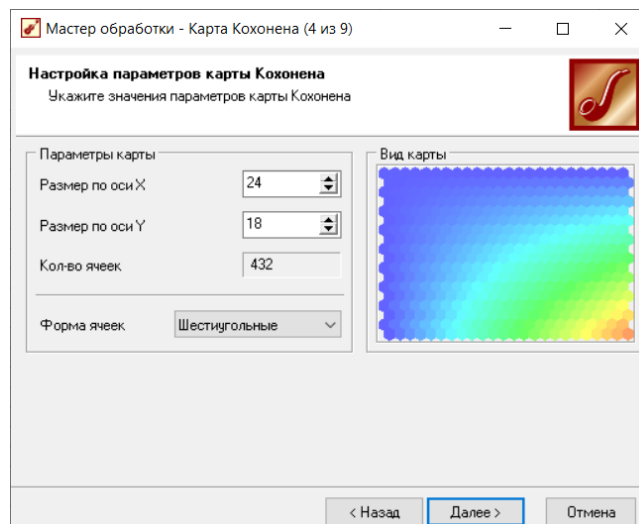 Мастер обработки - Карта Кохонена (4 из 9)
Настройка параметров карты Кохонена
Укажите значения параметров карты Кохонена
Параметры карты
Размер по оси X 24
Размер по оси Y 18
Кол-во ячеек 432
Форма ячеек Шестиугольные
Вид карты
< Назад Далее > Отмена